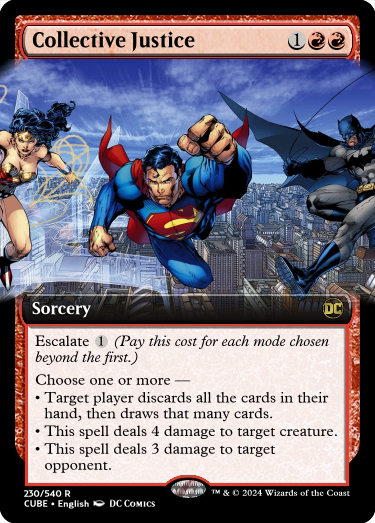 Collective Justice 1
Sorcery DC
Escalate 1 (Pay this cost for each mode chosen
beyond the first.)
Choose one or more —
• Target player discards all the cards in their
hand, then draws that many cards.
• This spell deals 4 damage to target creature.
• This spell deals 3 damage to target
opponent.
230/540 R
CUBE • English DC COMICS
™ & © 2024 Wizards of the Coast